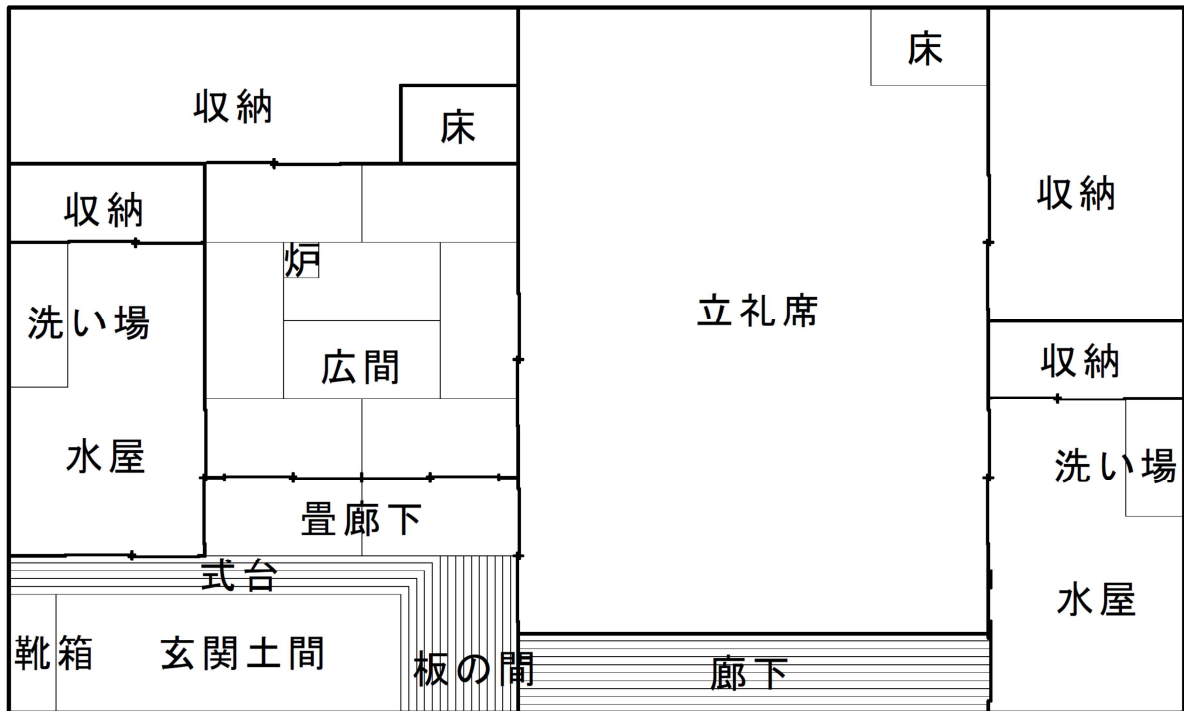 床
収納
床
収納
収納
炉
洗い場
立礼席
広間
収納
水屋
洗い場
畳廊下
式台
水屋
靴箱
玄関土間
板の間
廊下